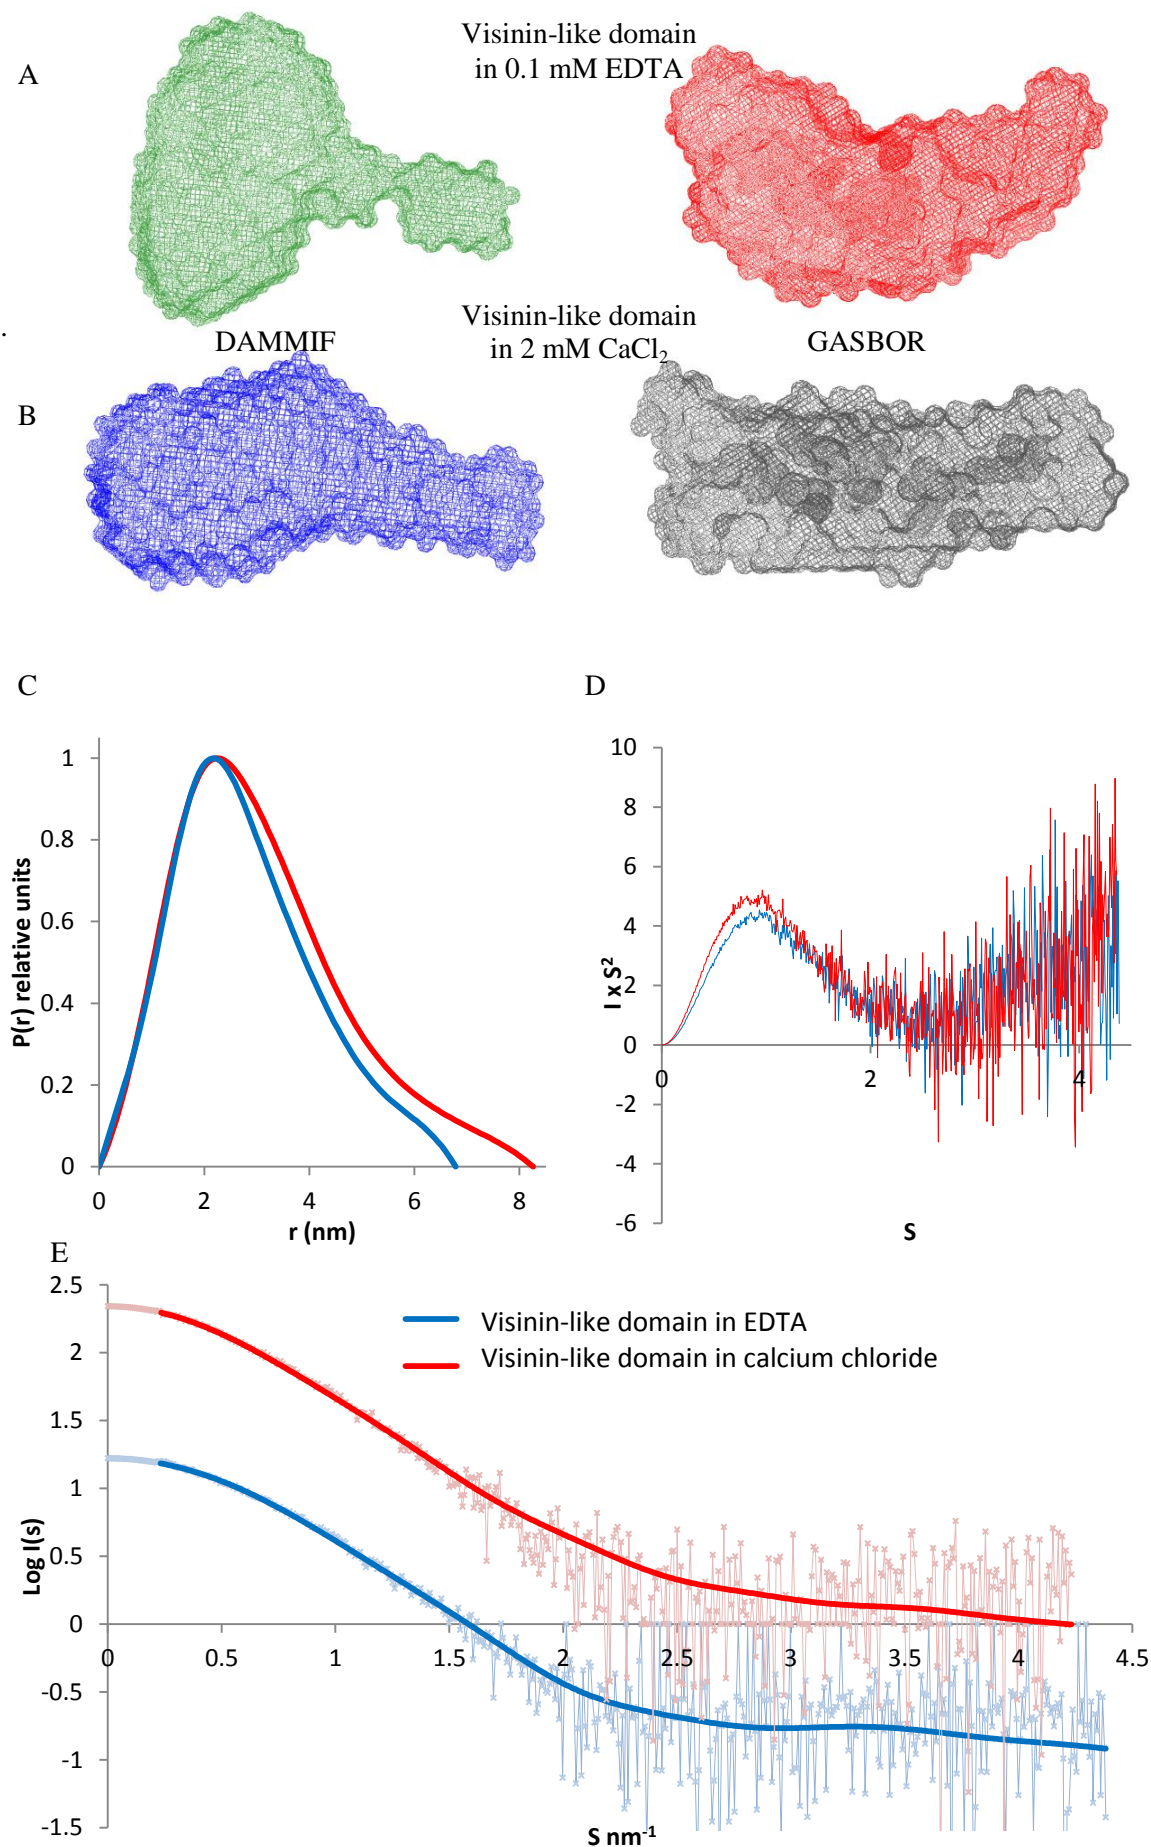 Visinin-like domain
in 0.1 mM EDTA
A
Visinin-like domain
in 2 mM CaCl₂
.
DAMMIF
GASBOR
B
C
D
1
0.8
0.6
0.4
0.2
0
P(r) relative units
0 2 4 6 8
r (nm)
10
8
6
4
2
0
-2
-4
-6
I x S²
0 2 4
S
E
2.5
2
1.5
1
0.5
0
-0.5
-1
-1.5
Log I(s)
Visinin-like domain in EDTA
Visinin-like domain in calcium chloride
0 0.5 1 1.5 2 2.5 3 3.5 4 4.5
S nm⁻¹